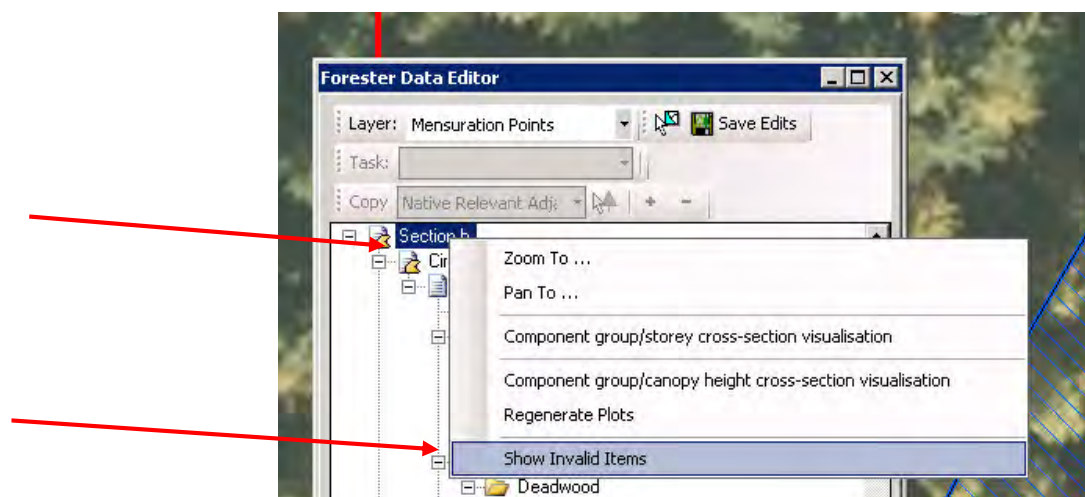 Forester Data Editor
Layer: Mensuration Points Save Edits
Task:
Copy Native Relevant Adj
Section b
Cir
Zoom To ...
Pan To ...
Component group/storey cross-section visualisation
Component group/canopy height cross-section visualisation
Regenerate Plots
Show Invalid Items
Deadwood